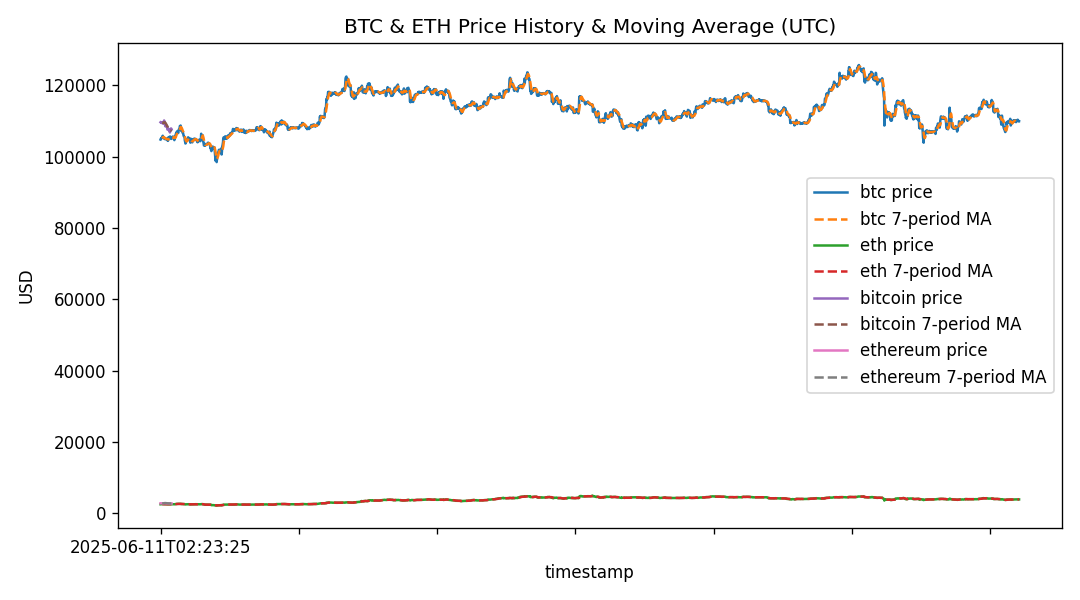 BTC & ETH Price History & Moving Average (UTC)
120000
100000
80000
60000
40000
20000
0
USD
btc price
btc 7-period MA
eth price
eth 7-period MA
bitcoin price
bitcoin 7-period MA
ethereum price
ethereum 7-period MA
2025-06-11T02:23:25
timestamp